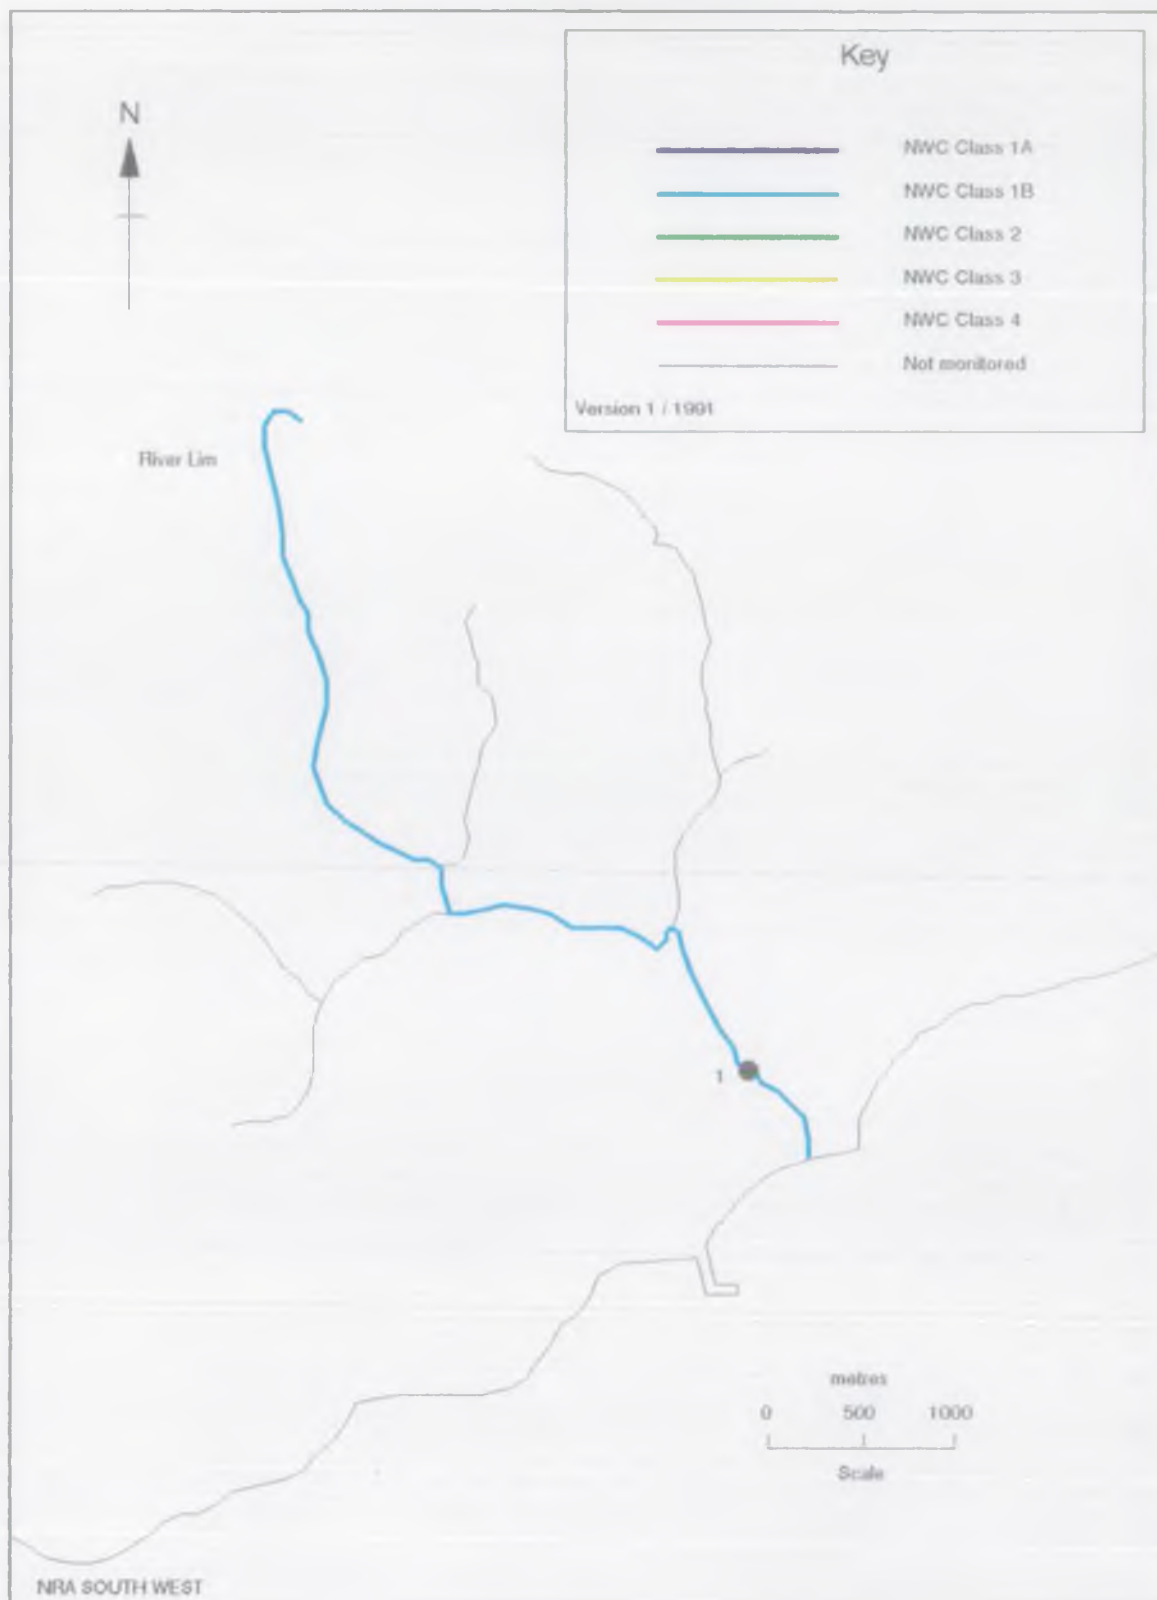 Key
N
NWC Class 1A
NWC Class 1B
NWC Class 2
NWC Class 3
NWC Class 4
Not monitored
Version 1 / 1991
River Lim
1
metres
0 500 1000
Scale
NRA SOUTH WEST